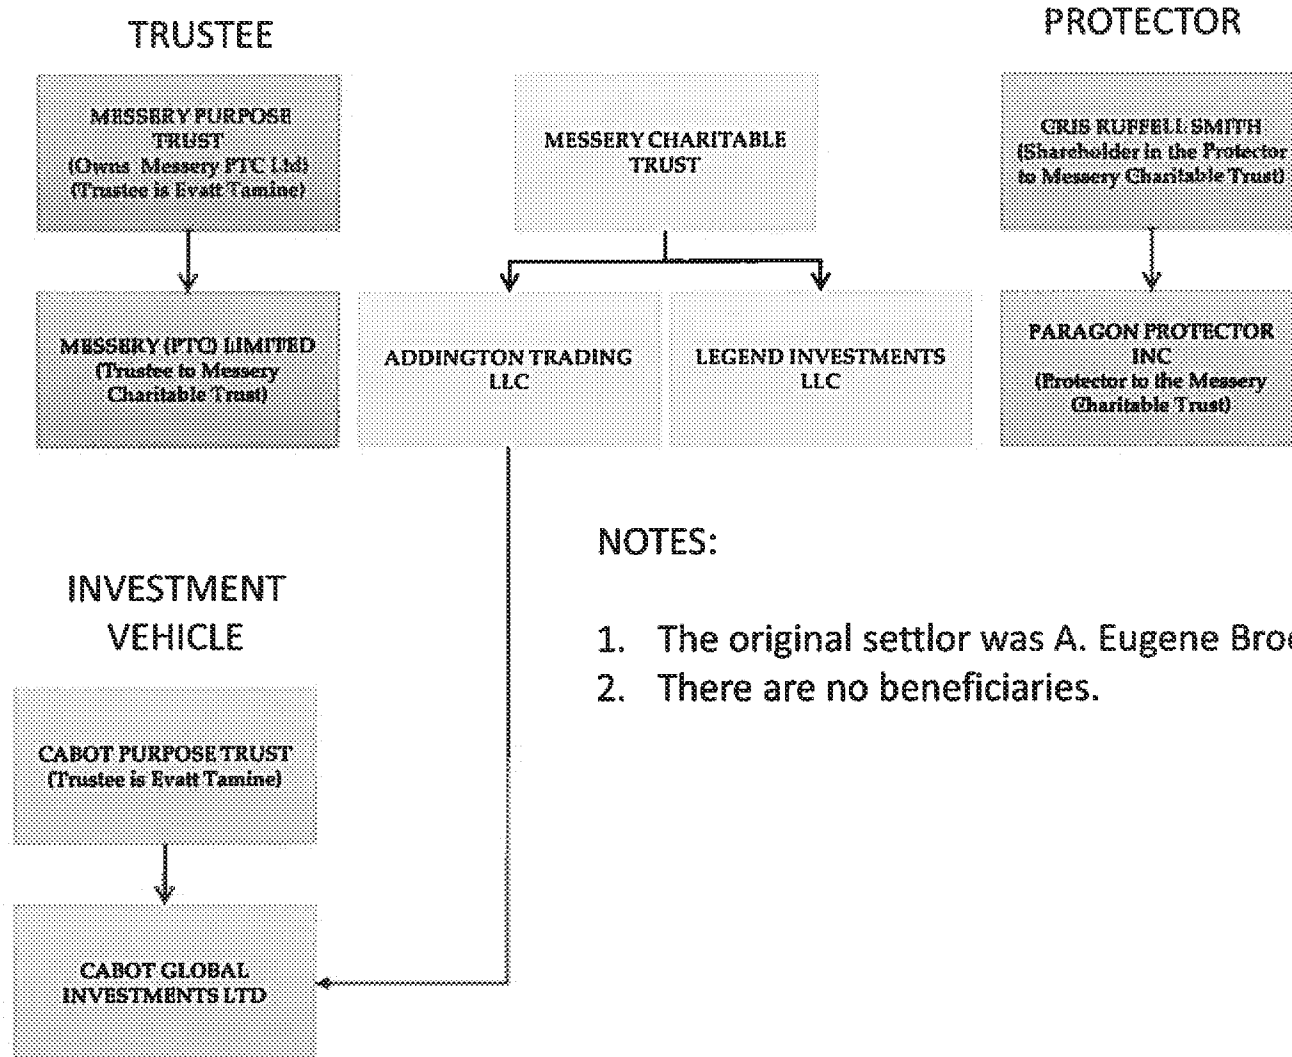 TRUSTEE
PROTECTOR
MESSERY PURPOSE
TRUST
(Owns Messery PTC Ltd)
(Trustee is Evatt Tamine)
MESSERY CHARITABLE
TRUST
CRIS RUFFELL SMITH
(Shareholder in the Protector
to Messery Charitable Trust)
MESSERY (PTC) LIMITED
(Trustee to Messery
Charitable Trust)
ADDINGTON TRADING
LLC
LEGEND INVESTMENTS
LLC
PARAGON PROTECTOR
INC
(Protector to the Messery
Charitable Trust)
NOTES:
1. The original settlor was A. Eugene
2. There are no beneficiaries.
INVESTMENT
VEHICLE
CABOT PURPOSE TRUST
(Trustee is Evatt Tamine)
CABOT GLOBAL
INVESTMENTS LTD